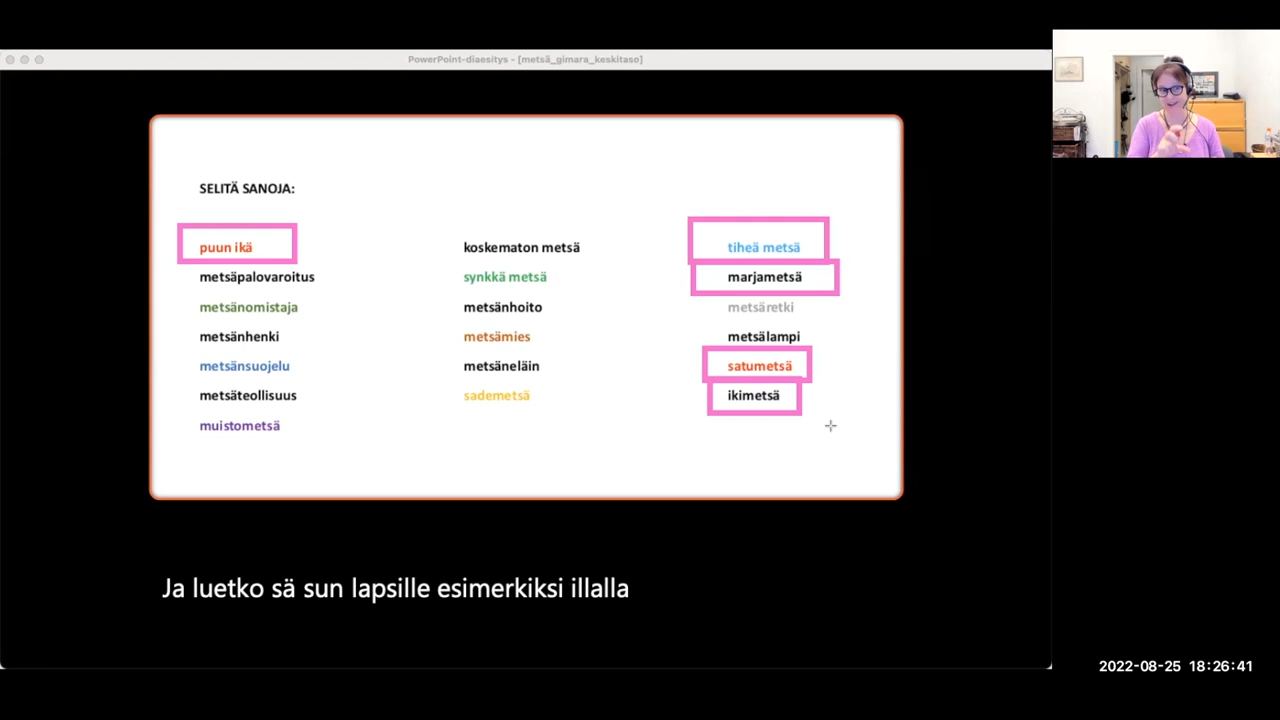 PowerPoint-diaesitys - [metsä_gimara_keskitaso]
SELITÄ SANOJA:
puun ikä
metsäpalovaroitus
metsänomistaja
metsänhenki
metsänsuojelu
metsäteollisuus
muistometsä
koskematon metsä
synkkä metsä
metsänhoito
metsämies
metsäneläin
sademetsä
tiheä metsä
marjametsä
metsäretki
metsälampi
satumetsä
ikimetsä
Ja luetko sä sun lapsille esimerkiksi illalla
2022-08-25 18:26:41